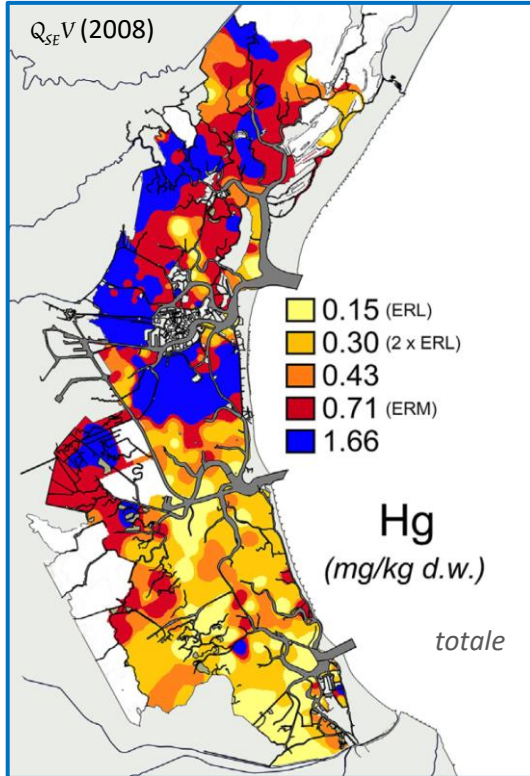 QSEV (2008)
0.15 (ERL)
0.30 (2 x ERL)
0.43
0.71 (ERM)
1.66
Hg
(mg/kg d.w.)
totale